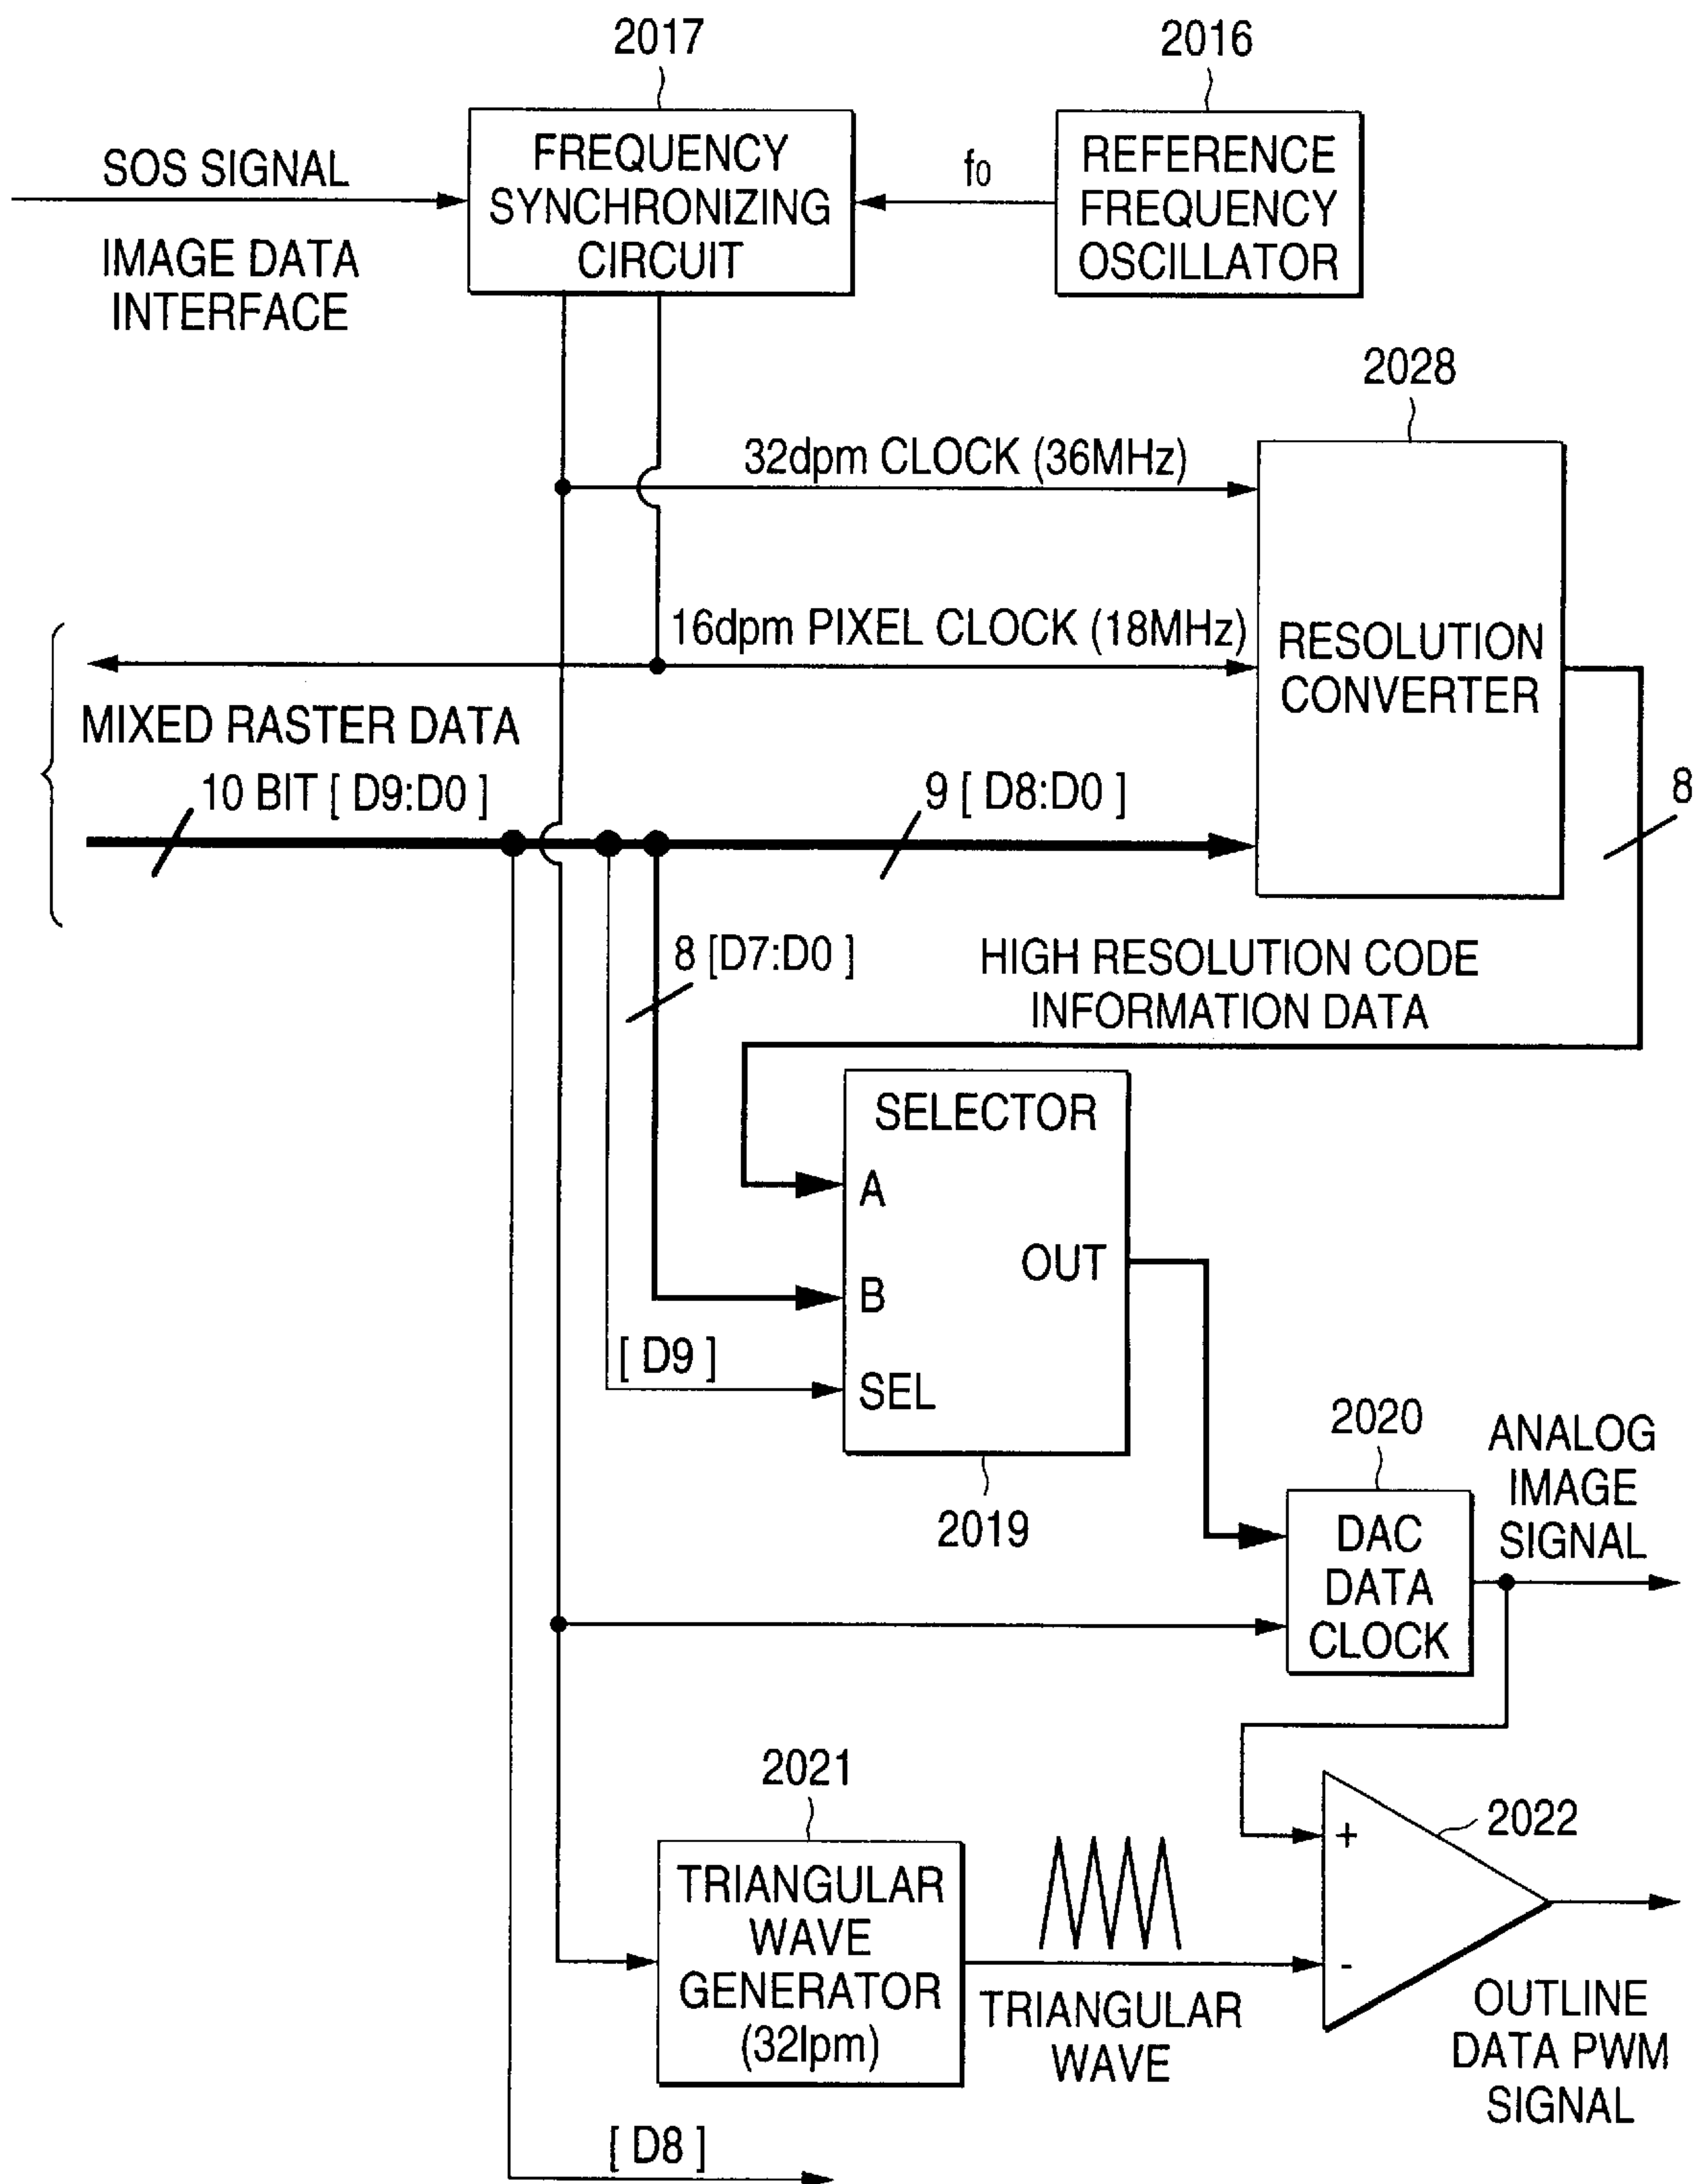 2017
2016
FREQUENCY
SYNCHRONIZING
CIRCUIT
REFERENCE
FREQUENCY
OSCILLATOR
SOS SIGNAL
f0
IMAGE DATA
INTERFACE
2028
32dpm CLOCK (36MHz)
16dpm PIXEL CLOCK (18MHz)
RESOLUTION
CONVERTER
MIXED RASTER DATA
10 BIT [ D9:D0 ]
9 [ D8:D0 ]
8
8 [D7:D0 ]
HIGH RESOLUTION CODE
INFORMATION DATA
SELECTOR
A
OUT
B
[ D9 ]
SEL
2019
2020
ANALOG
IMAGE
SIGNAL
DAC
DATA
CLOCK
2021
2022
+
TRIANGULAR
WAVE
GENERATOR
(32lpm)
-
TRIANGULAR
WAVE
OUTLINE
DATA PWM
SIGNAL
[ D8 ]